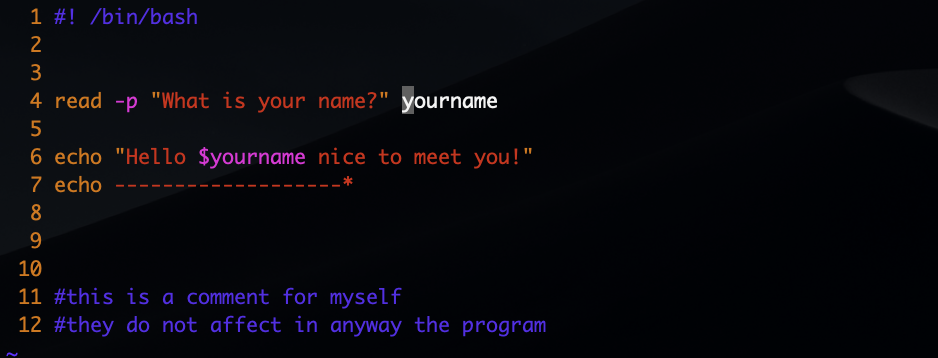 1 #! /bin/bash
2
3
4 read -p "What is your name?" yourname
5
6 echo "Hello $yourname nice to meet you!"
7 echo -------------------*
8
9
10
11 #this is a comment for myself
12 #they do not affect in anyway the program
~